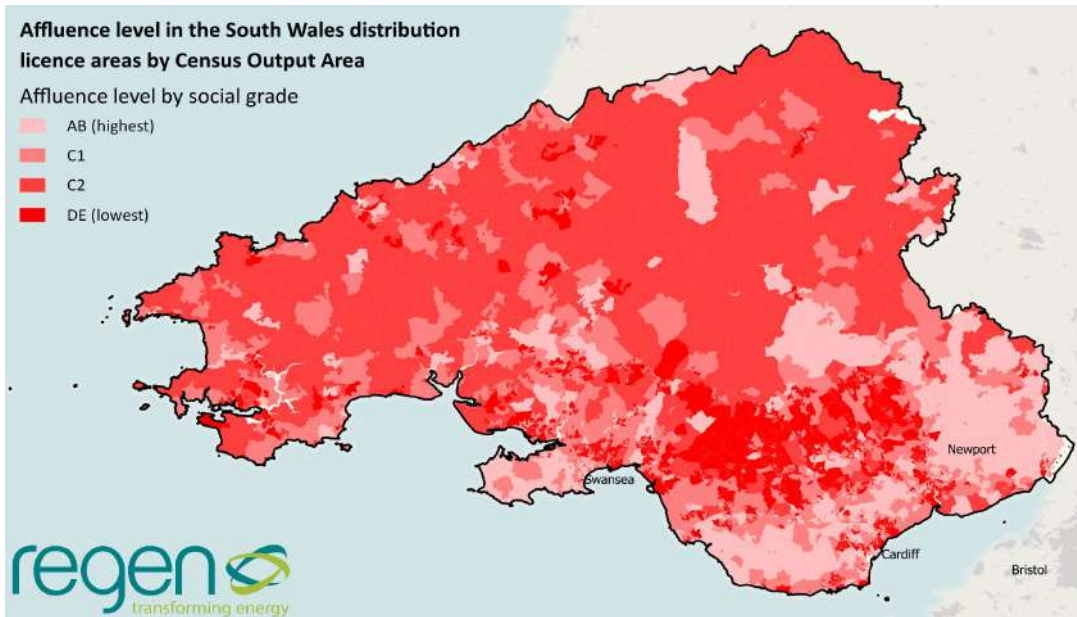 Affluence level in the South Wales distribution
licence areas by Census Output Area
Affluence level by social grade
AB (highest)
C1
C2
DE (lowest)
Newport
Swansea
Cardiff
Bristol
regen
transforming energy